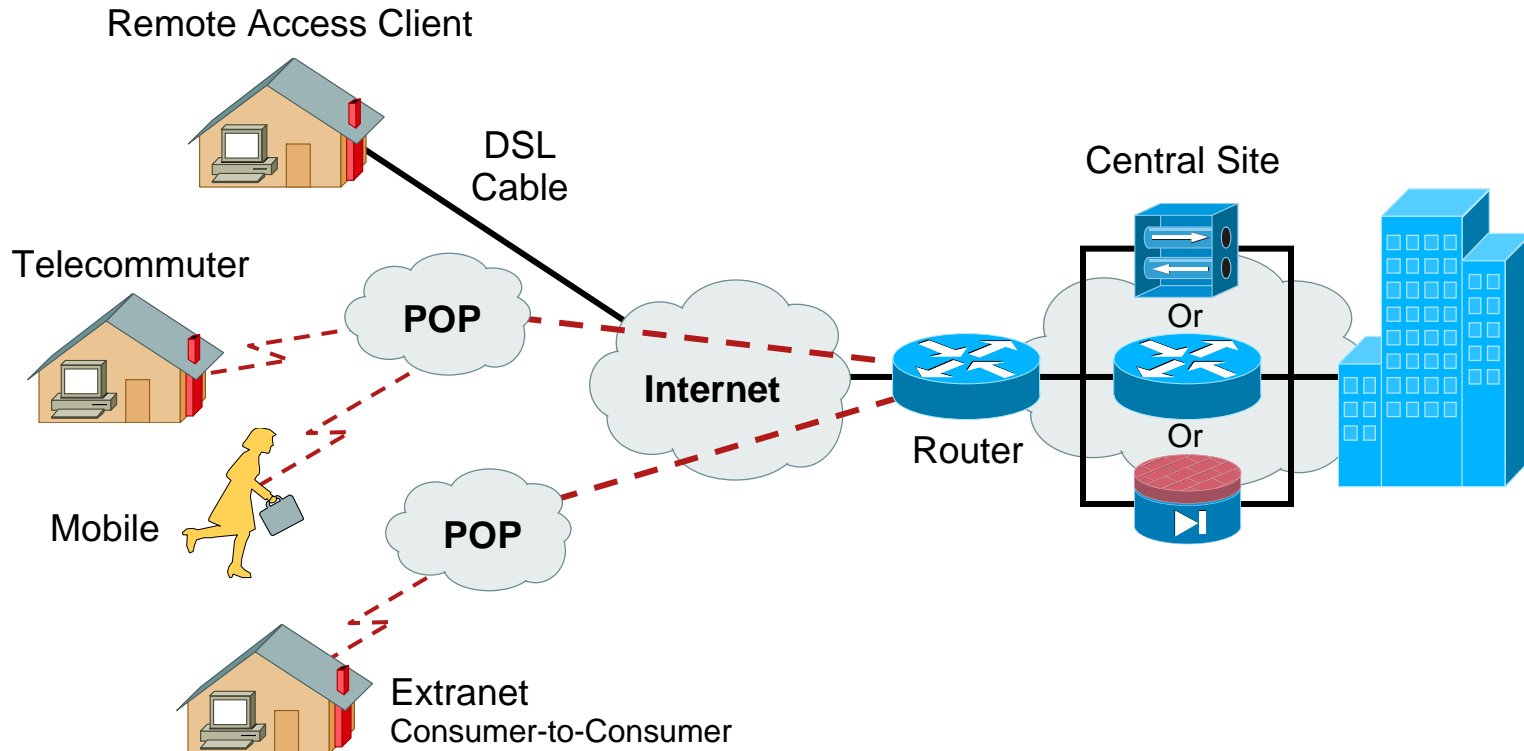 Remote Access Client
DSL
Cable
Central Site
Telecommuter
POP
Or
Internet
Or
Router
Mobile
POP
Extranet
Consumer-to-Consumer